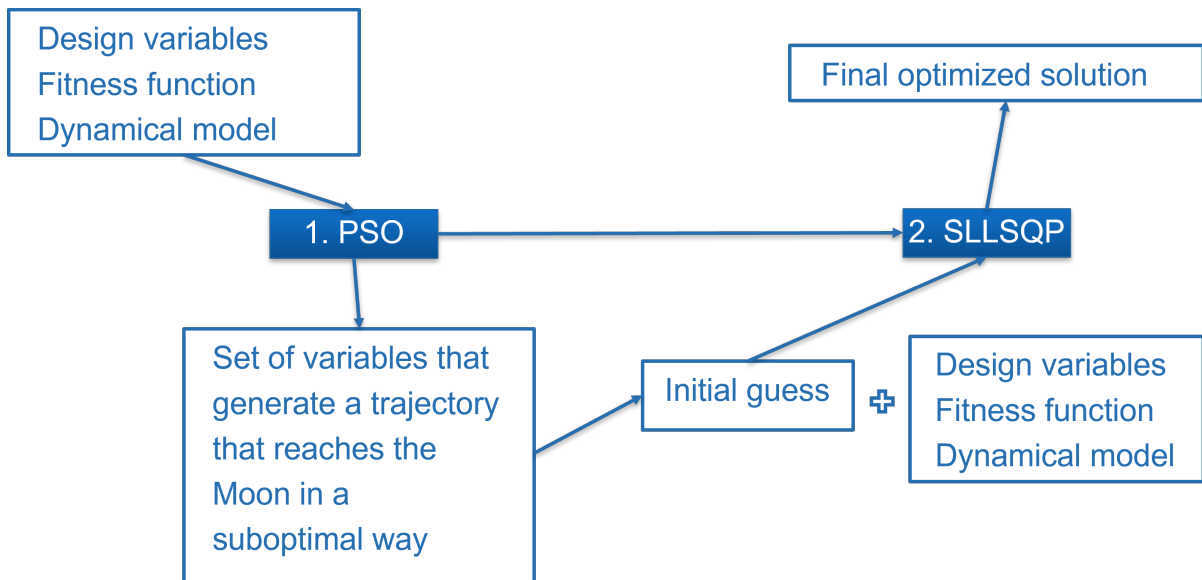 Design variables
Fitness function
Dynamical model
Final optimized solution
1. PSO
2. SLLSQP
Set of variables that
generate a trajectory
that reaches the
Moon in a
suboptimal way
Initial guess
Design variables
Fitness function
Dynamical model